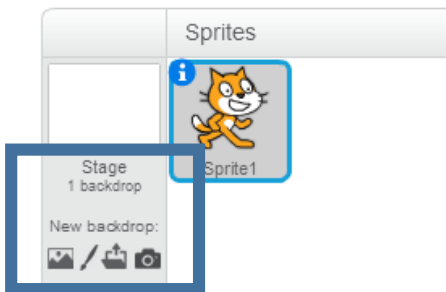 Sprites
i
Stage
1 backdrop
Sprite1
New backdrop: